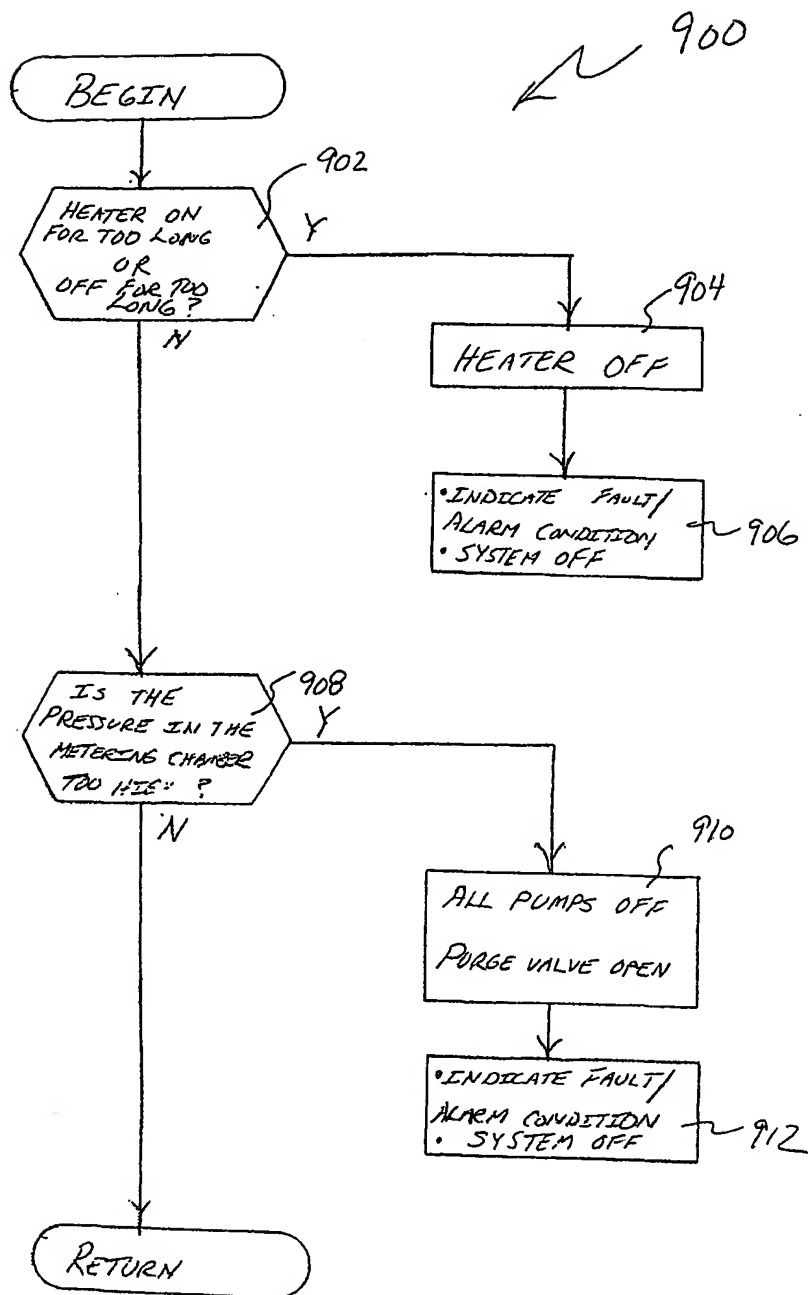 900
BEGIN
902
HEATER ON
FOR TOO LONG
OR
OFF FOR TOO
LONG?
Y
N
904
HEATER OFF
•INDICATE FAULT/
ALARM CONDITION
• SYSTEM OFF
906
IS THE
PRESSURE IN THE
METERING CHAMBER
TOO ?
908
Y
N
910
ALL PUMPS OFF
PURGE VALVE OPEN
•INDICATE FAULT/
ALARM CONDITION
• SYSTEM OFF
912
RETURN